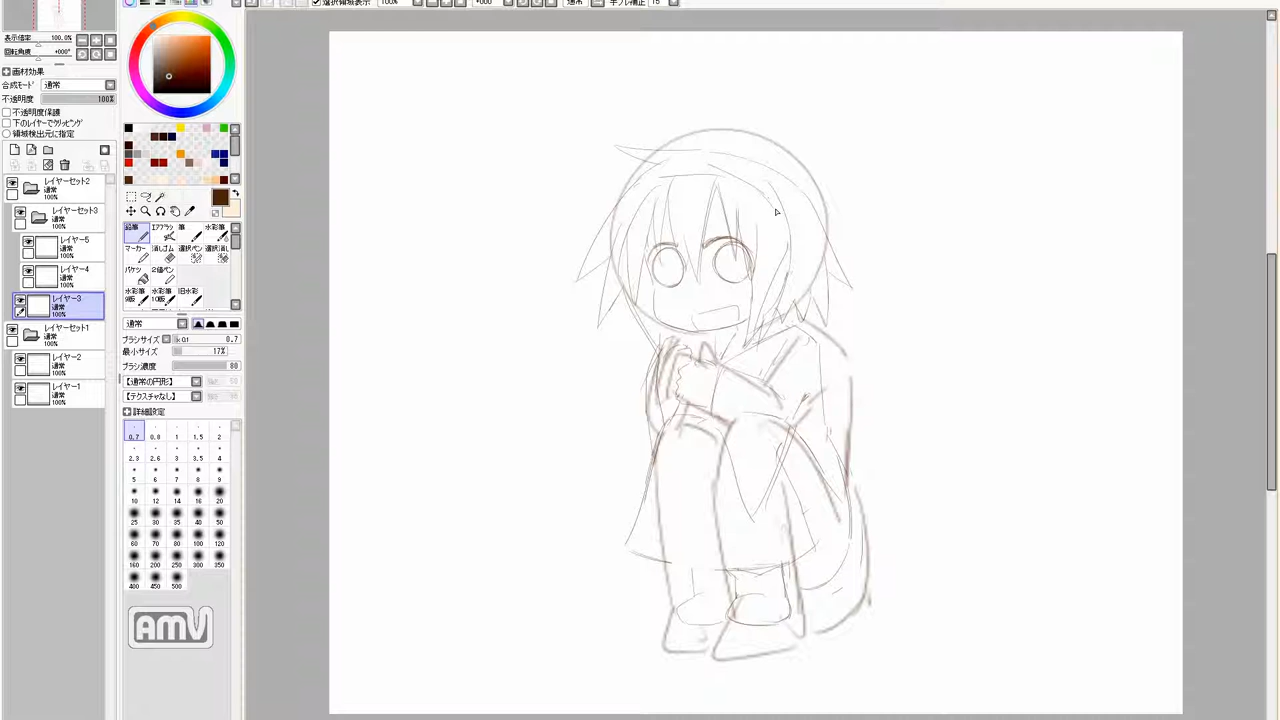 選択領域表示 100% +000° 通常 手ブレ補正 15
表示倍率 100.0%
回転角度 +000°
画材効果
合成モード 通常
不透明度 100%
不透明度保護
下のレイヤーでクリッピング
領域検出元に指定
レイヤーセット2
通常
100%
レイヤーセット3
通常
100%
レイヤー5
通常
100%
レイヤー4
通常
100%
レイヤー3
通常
100%
レイヤーセット1
通常
100%
レイヤー2
通常
100%
レイヤー1
通常
100%
鉛筆 エアブラシ 筆 水彩筆
マーカー 消しゴム 選択ペン 選択消し
バケツ 2値ペン
水彩筆 水彩筆 旧水彩
通常
ブラシサイズ x0.1 0.7
最小サイズ 17%
ブラシ濃度 80
【通常の円形】
【テクスチャなし】
詳細設定
0.7 0.8 1 1.5 2
2.3 2.6 3 3.5 4
5 6 7 8 9
10 12 14 16 20
25 30 35 40 50
60 70 80 100 120
160 200 250 300 350
400 450 500
AMV